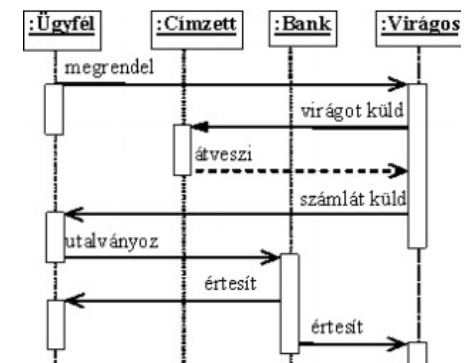 :Ügyfél :Címzett :Bank :Virágos
megrendel
virágot küld
átveszi
számlát küld
utalványoz
értesít
értesít